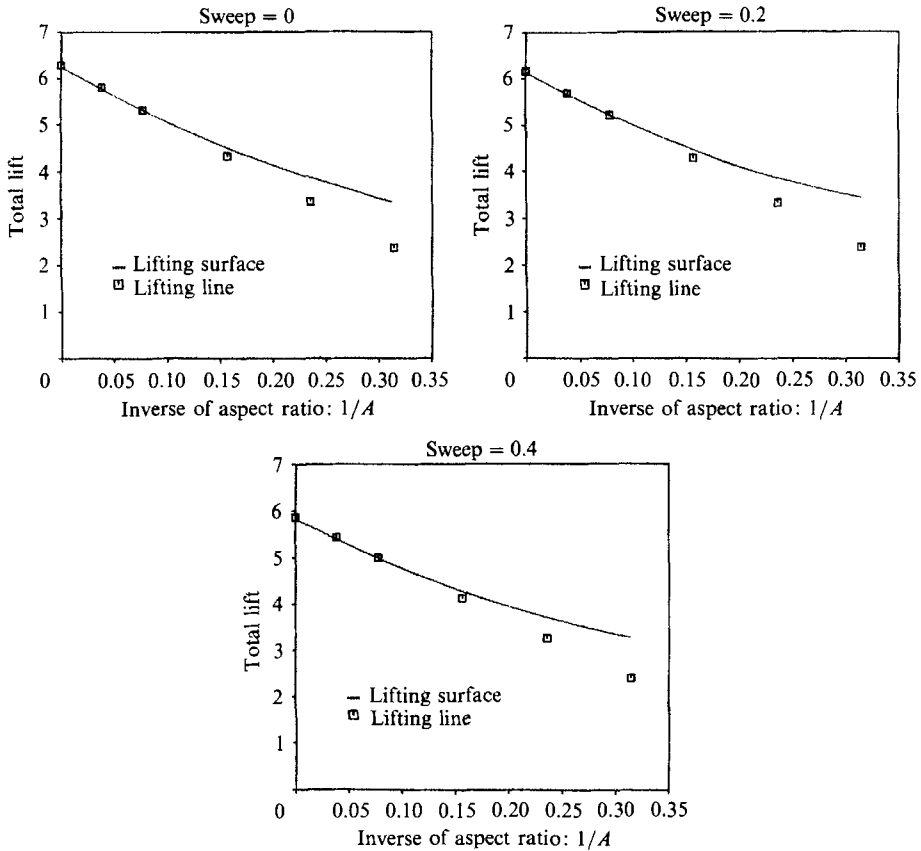 Sweep = 0
7
6
5
4
3
2
1
0
Total lift
Lifting surface
Lifting line
0.05 0.10 0.15 0.20 0.25 0.30 0.35
Inverse of aspect ratio: 1/A
Sweep = 0.2
7
6
5
4
3
2
1
0
Total lift
Lifting surface
Lifting line
0.05 0.10 0.15 0.20 0.25 0.30 0.35
Inverse of aspect ratio: 1/A
Sweep = 0.4
7
6
5
4
3
2
1
0
Total lift
Lifting surface
Lifting line
0.05 0.10 0.15 0.20 0.25 0.30 0.35
Inverse of aspect ratio: 1/A